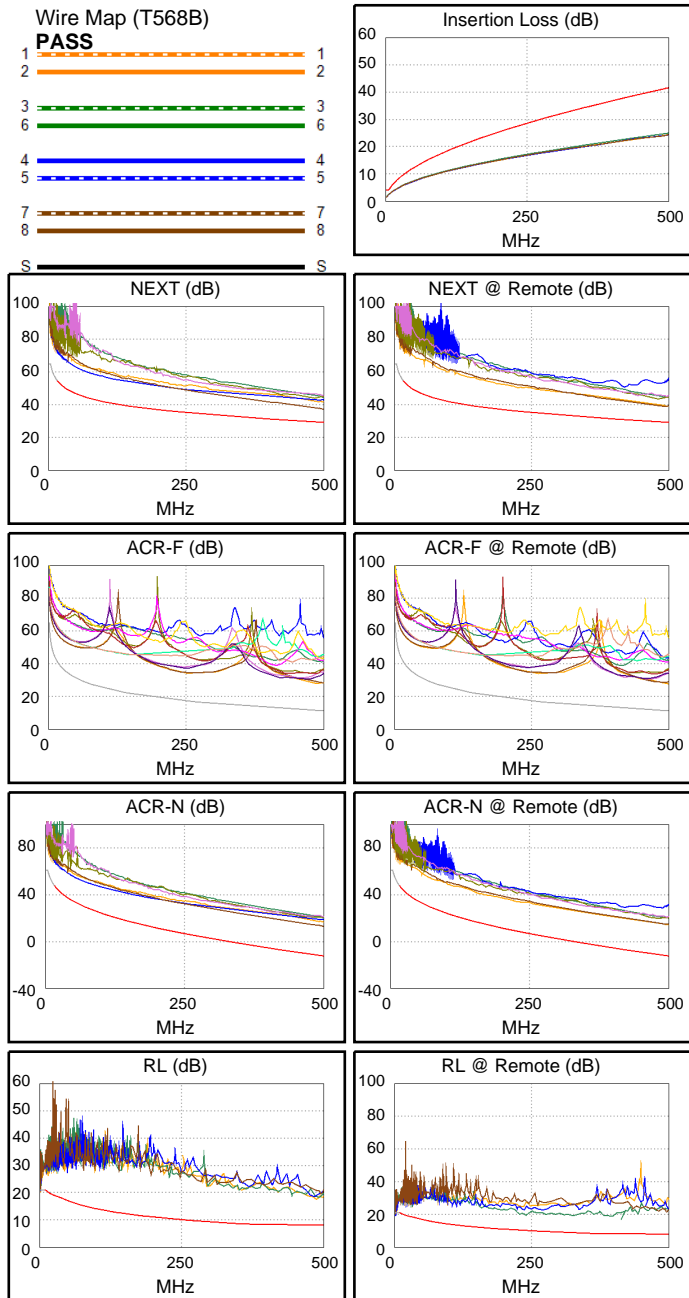 Wire Map (T568B)
PASS
1 1
2 2
3 3
6 6
4 4
5 5
7 7
8 8
S S
Insertion Loss (dB)
60
50
40
30
20
10
0
250 500
MHz
NEXT (dB)
100
80
60
40
20
0
0 250 500
MHz
NEXT @ Remote (dB)
100
80
60
40
20
0
0 250 500
MHz
ACR-F (dB)
100
80
60
40
20
0
0 250 500
MHz
ACR-F @ Remote (dB)
100
80
60
40
20
0
0 250 500
MHz
ACR-N (dB)
80
40
0
-40
0 250 500
MHz
ACR-N @ Remote (dB)
80
40
0
-40
0 250 500
MHz
RL (dB)
60
50
40
30
20
10
0
0 250 500
MHz
RL @ Remote (dB)
100
80
60
40
20
0
0 250 500
MHz